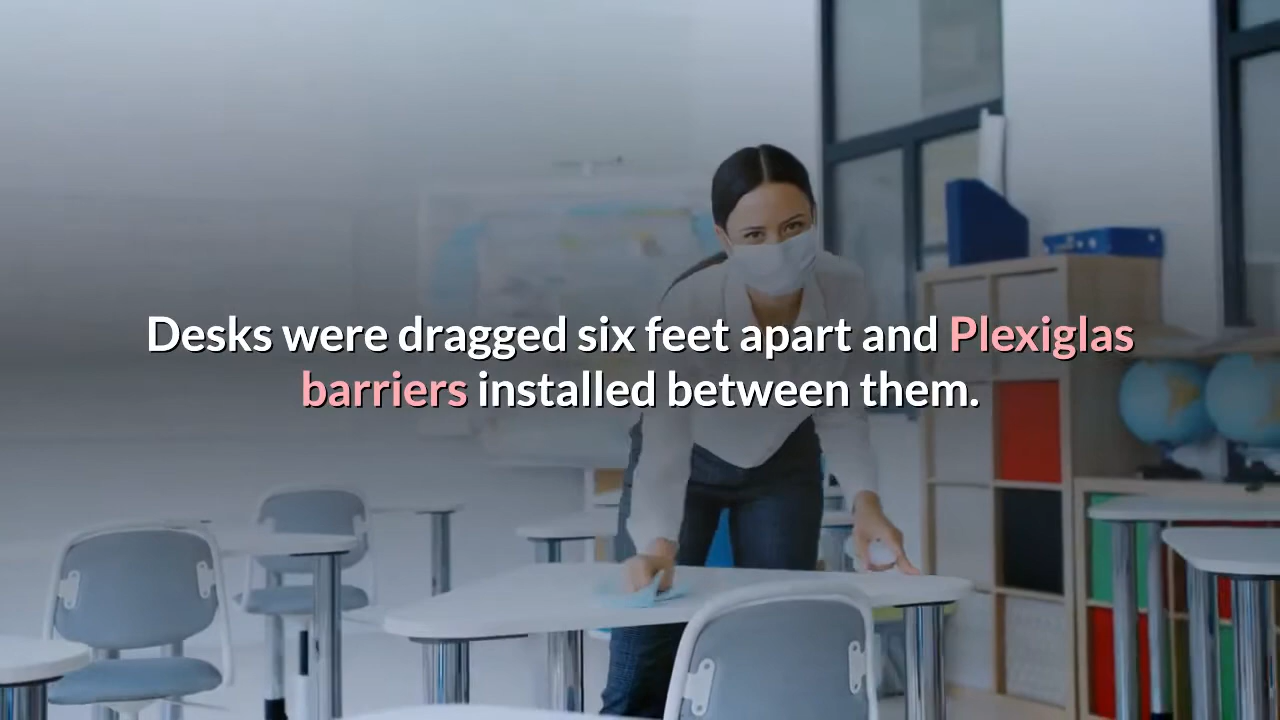 Desks were dragged six feet apart and Plexiglas
barriers installed between them.